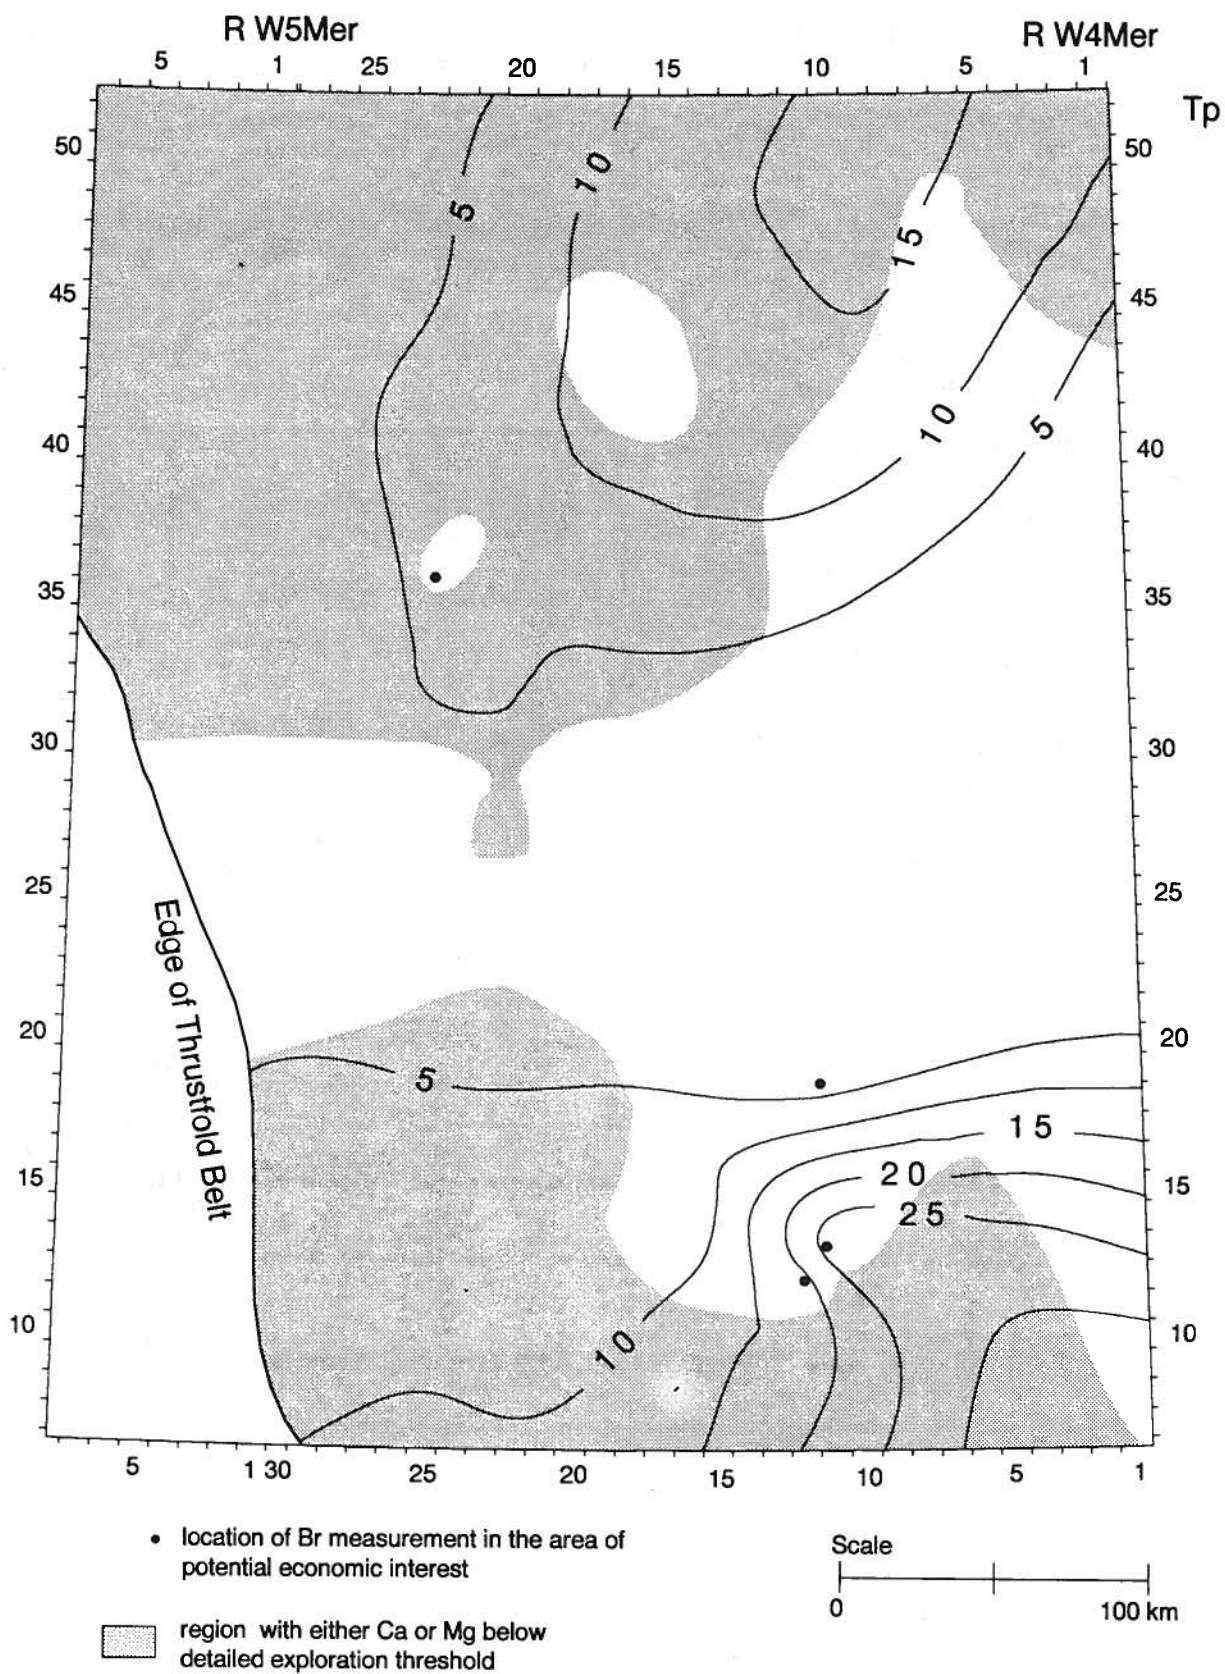 R W5Mer R W4Mer
5 1 25 20 15 10 5 1
Tp
50 50
45 45
40 40
35 35
30 30
25 25
20 20
15 15
10 10
5
10
15
10
5
Edge of Thrustfold Belt
5
15
20
25
10
5 1 30 25 20 15 10 5 1
• location of Br measurement in the area of
potential economic interest
Scale
0 100 km
region with either Ca or Mg below
detailed exploration threshold